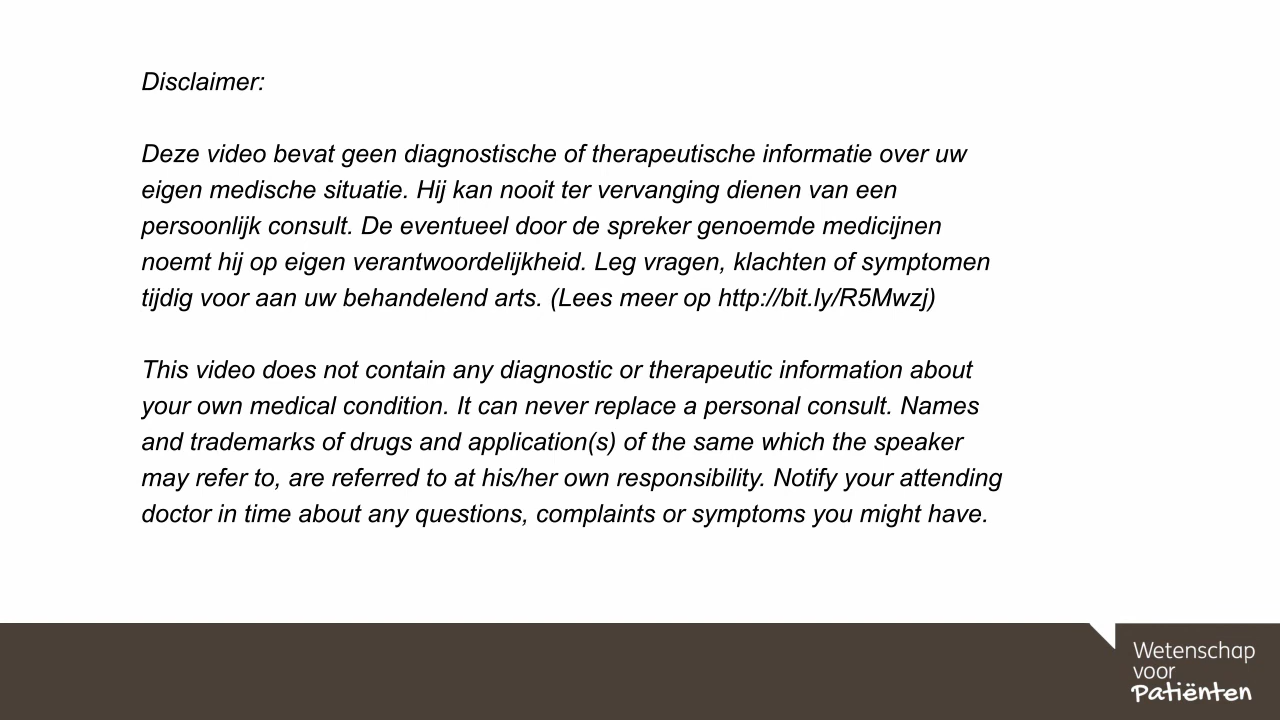 Disclaimer:
Deze video bevat geen diagnostische of therapeutische informatie over uw
eigen medische situatie. Hij kan nooit ter vervanging dienen van een
persoonlijk consult. De eventueel door de spreker genoemde medicijnen
noemt hij op eigen verantwoordelijkheid. Leg vragen, klachten of symptomen
tijdig voor aan uw behandelend arts. (Lees meer op http://bit.ly/R5Mwzj)
This video does not contain any diagnostic or therapeutic information about
your own medical condition. It can never replace a personal consult. Names
and trademarks of drugs and application(s) of the same which the speaker
may refer to, are referred to at his/her own responsibility. Notify your attending
doctor in time about any questions, complaints or symptoms you might have.
Wetenschap
voor
Patiënten